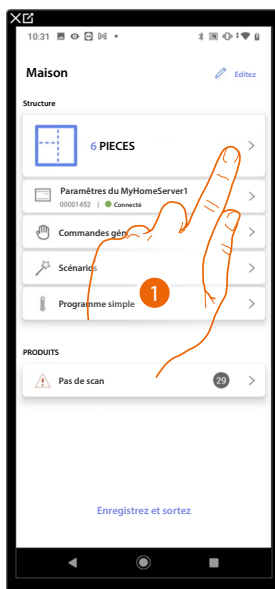 10:31
Maison
Editez
Structure
6 PIECES
Paramètres du MyHomeServer1
00001452 | Connecté
Commandes gén
Scénarios
1
Programme simple
PRODUITS
Pas de scan 29
Enregistrez et sortez